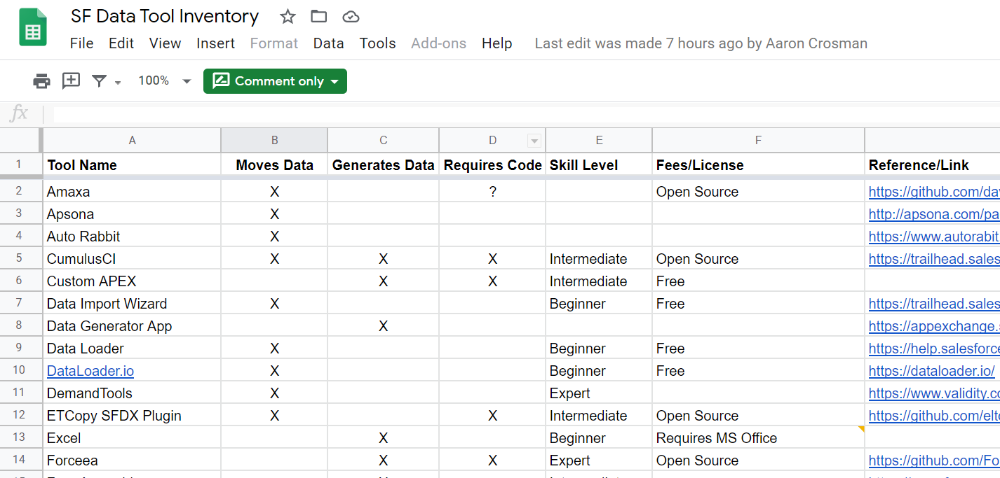 SF Data Tool Inventory
File Edit View Insert Format Data Tools Add-ons Help Last edit was made 7 hours ago by Aaron Crosman
100% Comment only
fx
A B C D E F
1 Tool Name Moves Data Generates Data Requires Code Skill Level Fees/License Reference/Link
2 Amaxa X ? Open Source https://github.com/da
3 Apsona X http://apsona.com/pa
4 Auto Rabbit X https://www.autorabit
5 CumulusCI X X X Intermediate Open Source https://trailhead.sales
6 Custom APEX X X Intermediate Free
7 Data Import Wizard X Beginner Free https://trailhead.sales
8 Data Generator App X https://appexchange.
9 Data Loader X Beginner Free https://help.salesforce
10 DataLoader.io X Beginner Free https://dataloader.io/
11 DemandTools X Expert https://www.validity.co
12 ETCopy SFDX Plugin X X Intermediate Open Source https://github.com/elt
13 Excel X Beginner Requires MS Office
14 Forceea X X Expert Open Source https://github.com/Fo